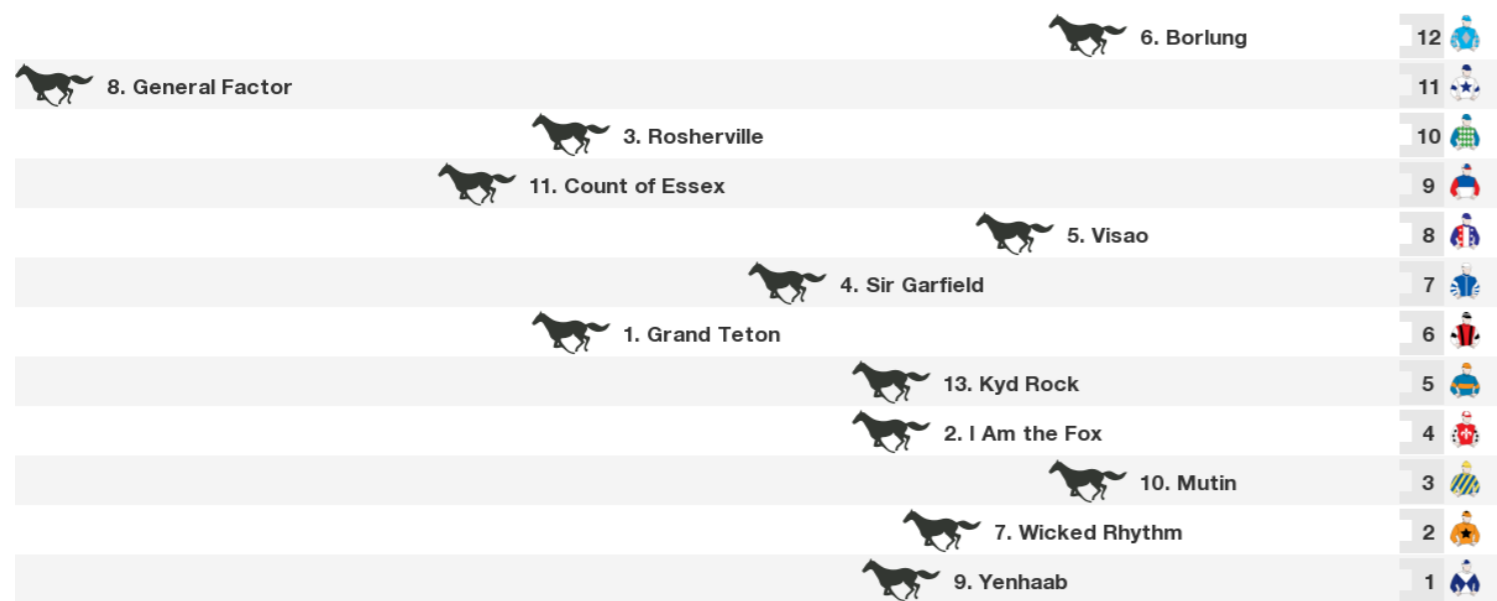 6. Borlung 12
8. General Factor 11
3. Rosherville 10
11. Count of Essex 9
5. Visao 8
4. Sir Garfield 7
1. Grand Teton 6
13. Kyd Rock 5
2. I Am the Fox 4
10. Mutin 3
7. Wicked Rhythm 2
9. Yenhaab 1